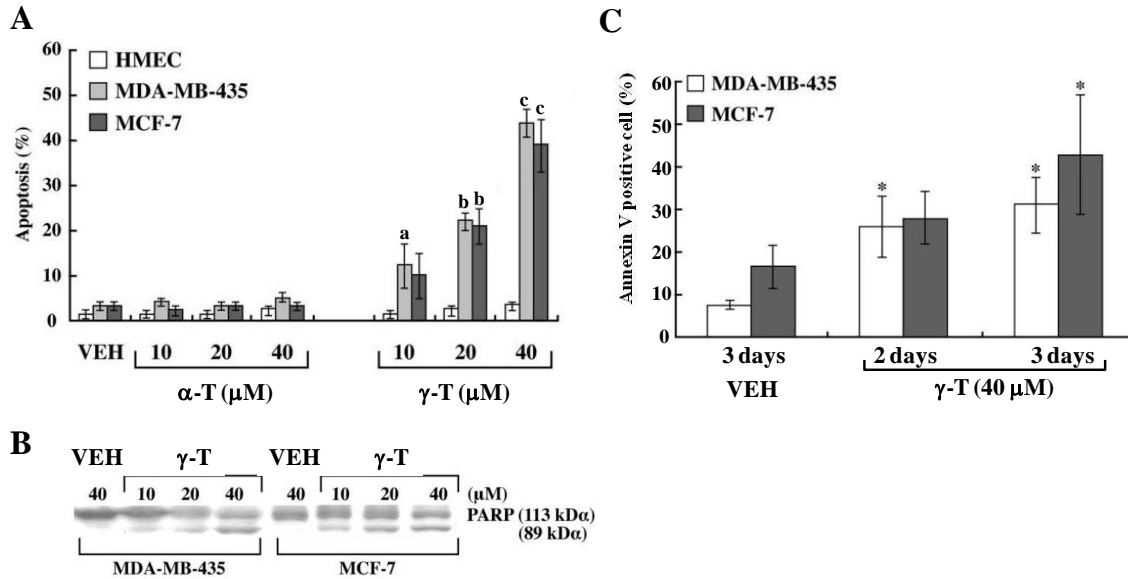 A
60
50
40
30
20
10
0
Apoptosis (%)
HMEC
MDA-MB-435
MCF-7
a
b b
c c
VEH 10 20 40 10 20 40
α-T (μM) γ-T (μM)
B
VEH γ-T VEH γ-T
40 10 20 40 40 10 20 40 (μM)
PARP (113 kDα)
(89 kDα)
MDA-MB-435 MCF-7
C
60
50
40
30
20
10
0
Annexin V positive cell (%)
MDA-MB-435
MCF-7
* * *
3 days 2 days 3 days
VEH γ-T (40 μM)